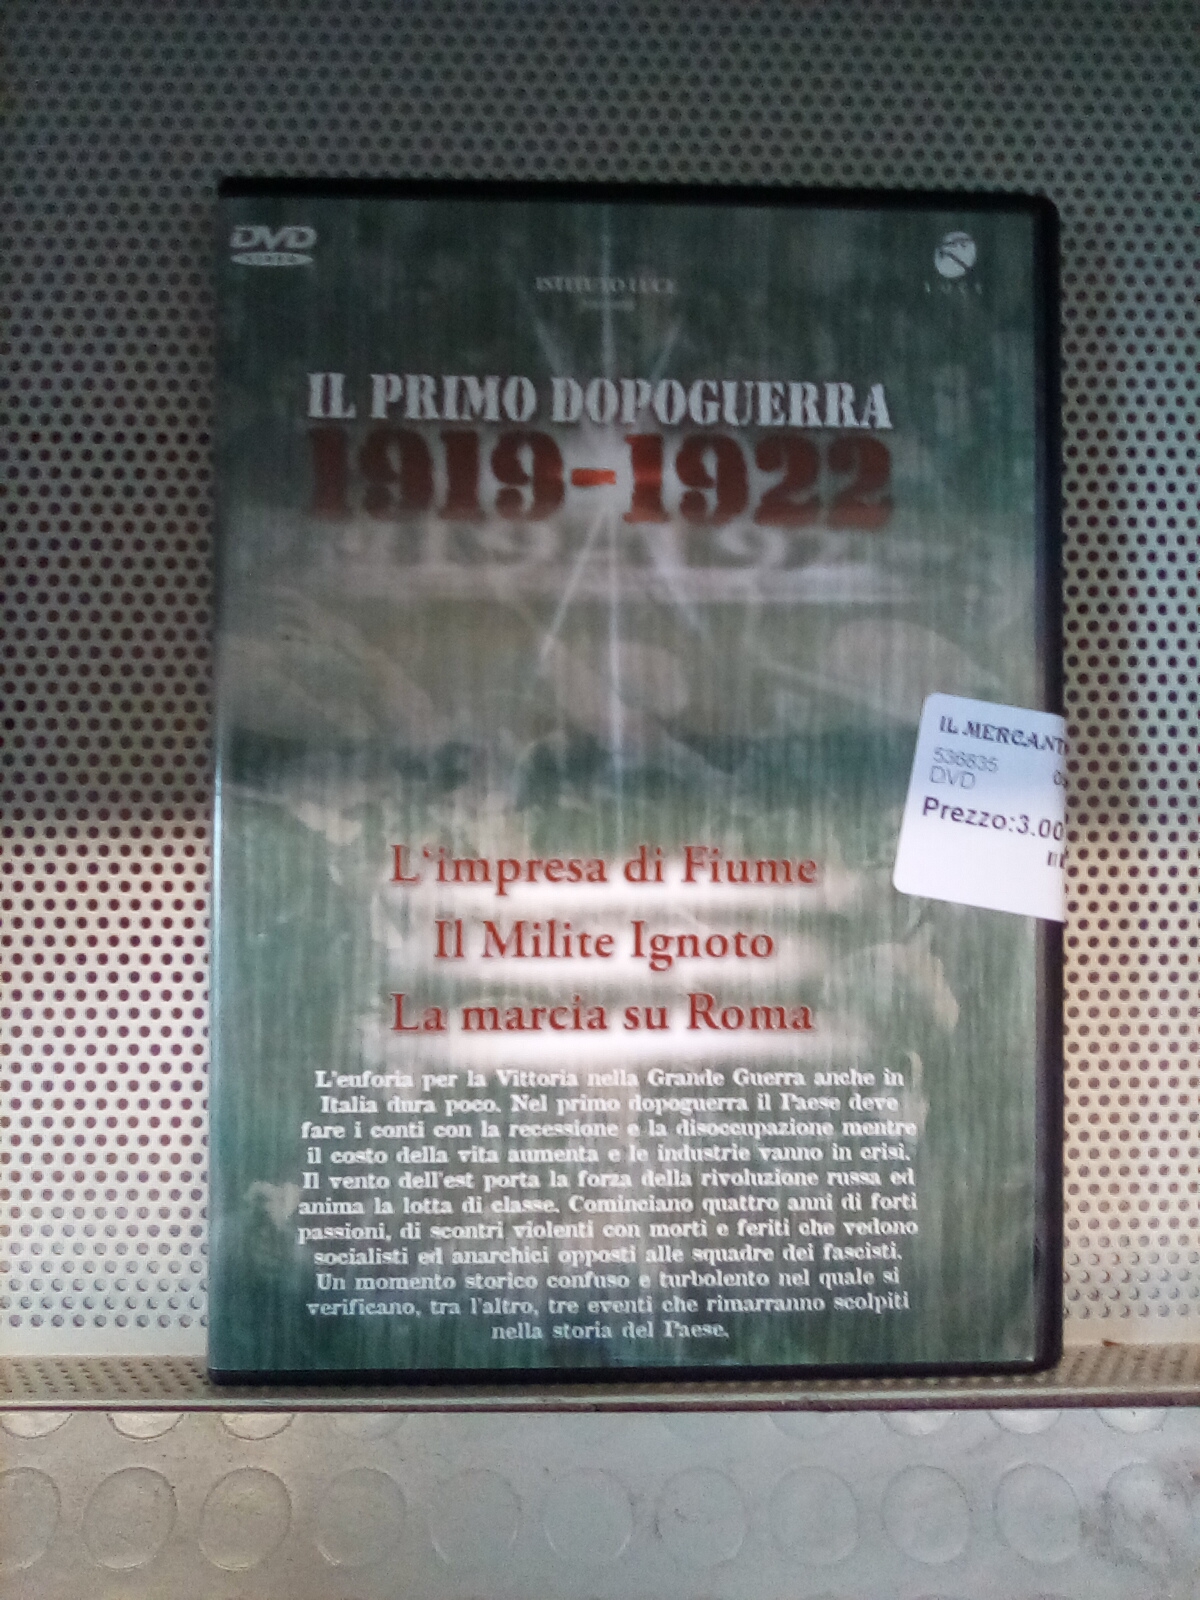 DVD
VIDEO
ISTITUTO LUCE
LUCE
IL PRIMO DOPOGUERRA
1919-1922
IL MERCANT
536835
DVD
Prezzo:3.00
L'impresa di Fiume
Il Milite Ignoto
La marcia su Roma
L'euforia per la Vittoria nella Grande Guerra anche in
Italia dura poco. Nel primo dopoguerra il Paese deve
fare i conti con la recessione e la disoccupazione mentre
il costo della vita aumenta e le industrie vanno in crisi.
Il vento dell'est porta la forza della rivoluzione russa ed
anima la lotta di classe. Cominciano quattro anni di forti
passioni, di scontri violenti con morti e feriti che vedono
socialisti ed anarchici opposti alle squadre dei fascisti.
Un momento storico confuso e turbolento nel quale si
verificano, tra l'altro, tre eventi che rimarranno scolpiti
nella storia del Paese.